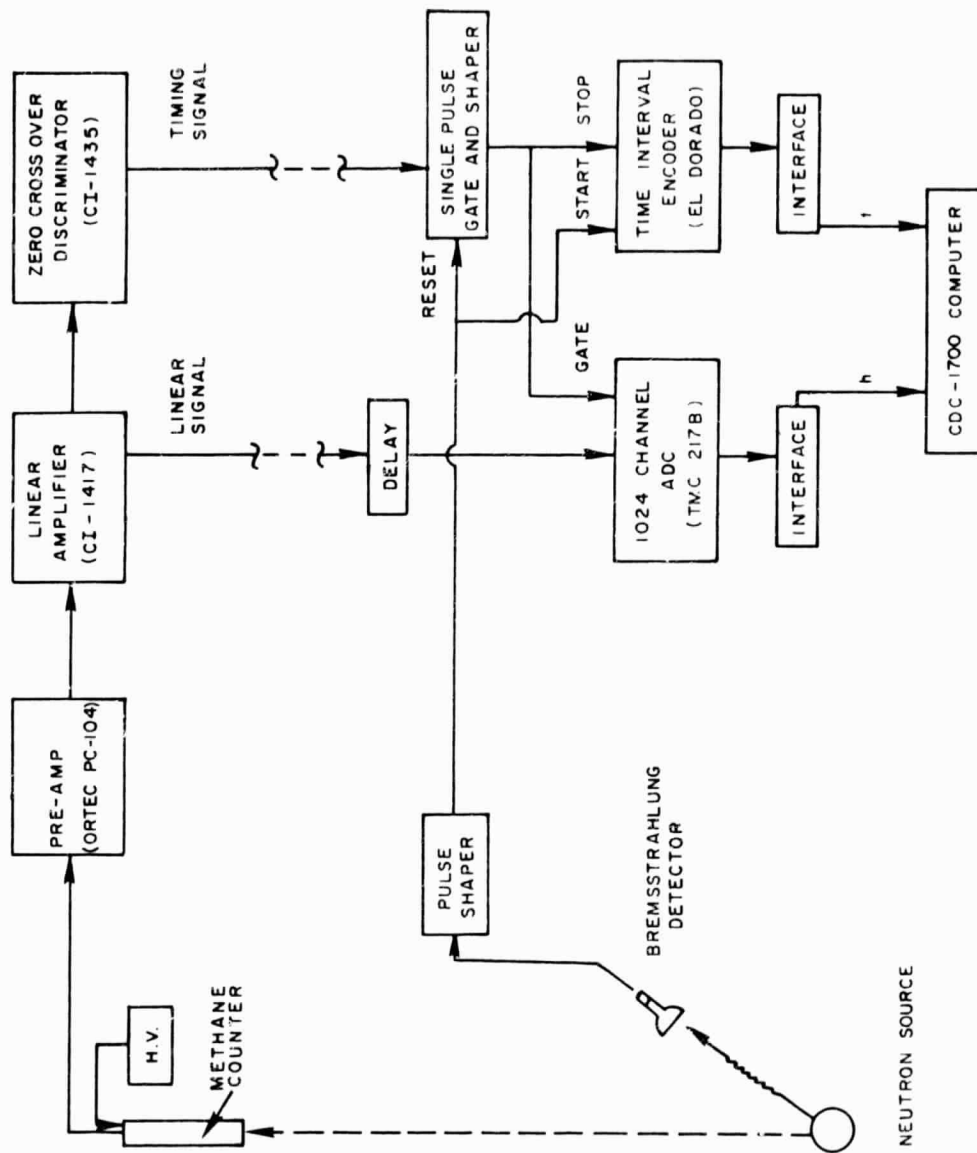 ZERO CROSS OVER
DISCRIMINATOR
(CI-1435)
LINEAR
AMPLIFIER
(CI-1417)
PRE-AMP
(ORTEC PC-104)
H.V.
METHANE
COUNTER
TIMING
SIGNAL
LINEAR
SIGNAL
DELAY
SINGLE PULSE
GATE AND SHAPER
RESET
START
STOP
GATE
TIME INTERVAL
ENCODER
(EL DORADO)
1024 CHANNEL
ADC
(TMC 217B)
INTERFACE
INTERFACE
t
h
CDC-1700 COMPUTER
PULSE
SHAPER
BREMSSTRAHLUNG
DETECTOR
NEUTRON SOURCE